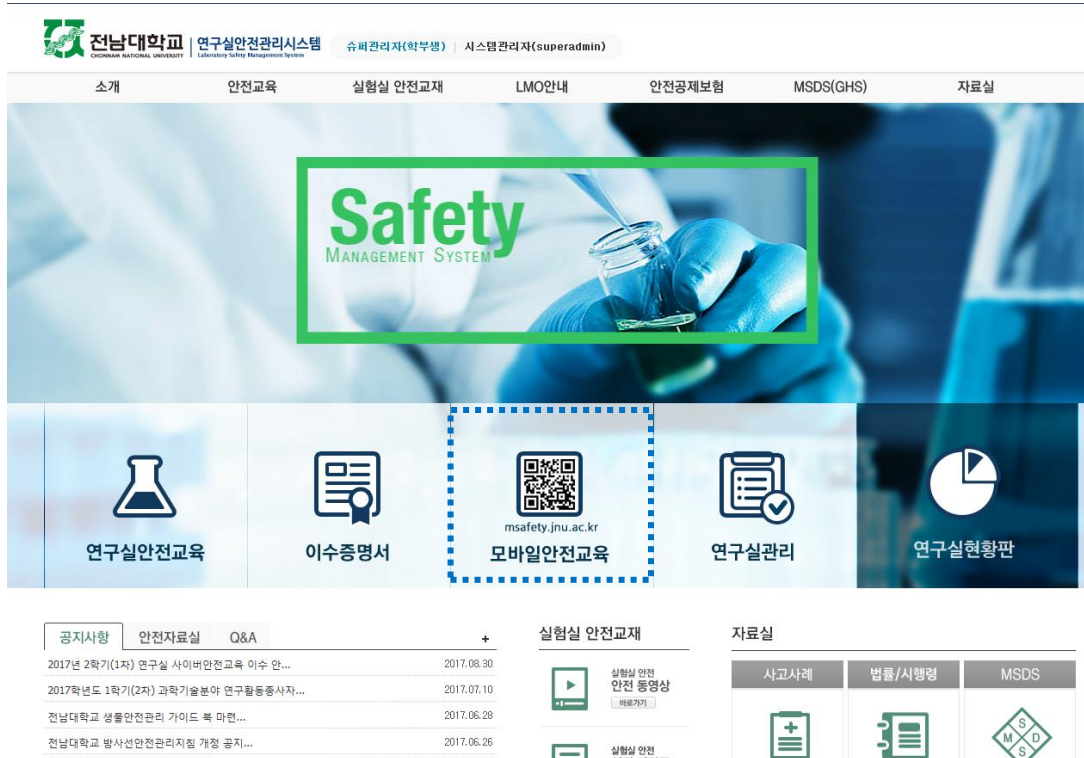 전남대학교
CHONNAM NATIONAL UNIVERSITY
연구실안전관리시스템
Laboratory Safety Management System
슈퍼관리자(학부생) | 시스템관리자(superadmin)
소개 안전교육 실험실 안전교재 LMO안내 안전공제보험 MSDS(GHS) 자료실
Safety
MANAGEMENT SYSTEM
연구실안전교육
이수증명서
msafety.jnu.ac.kr
모바일안전교육
연구실관리
연구실현황판
공지사항 안전자료실 Q&A +
2017년 2학기(1차) 연구실 사이버안전교육 이수 안... 2017.08.30
2017학년도 1학기(2차) 과학기술분야 연구활동종사자... 2017.07.10
전남대학교 생물안전관리 가이드 북 마련... 2017.06.28
전남대학교 방사선안전관리지침 개정 공지... 2017.06.26
실험실 안전교재
실험실 안전
안전 동영상
바로가기
실험실 안전
자료실
사고사례 법률/시행령 MSDS
S
M D
S